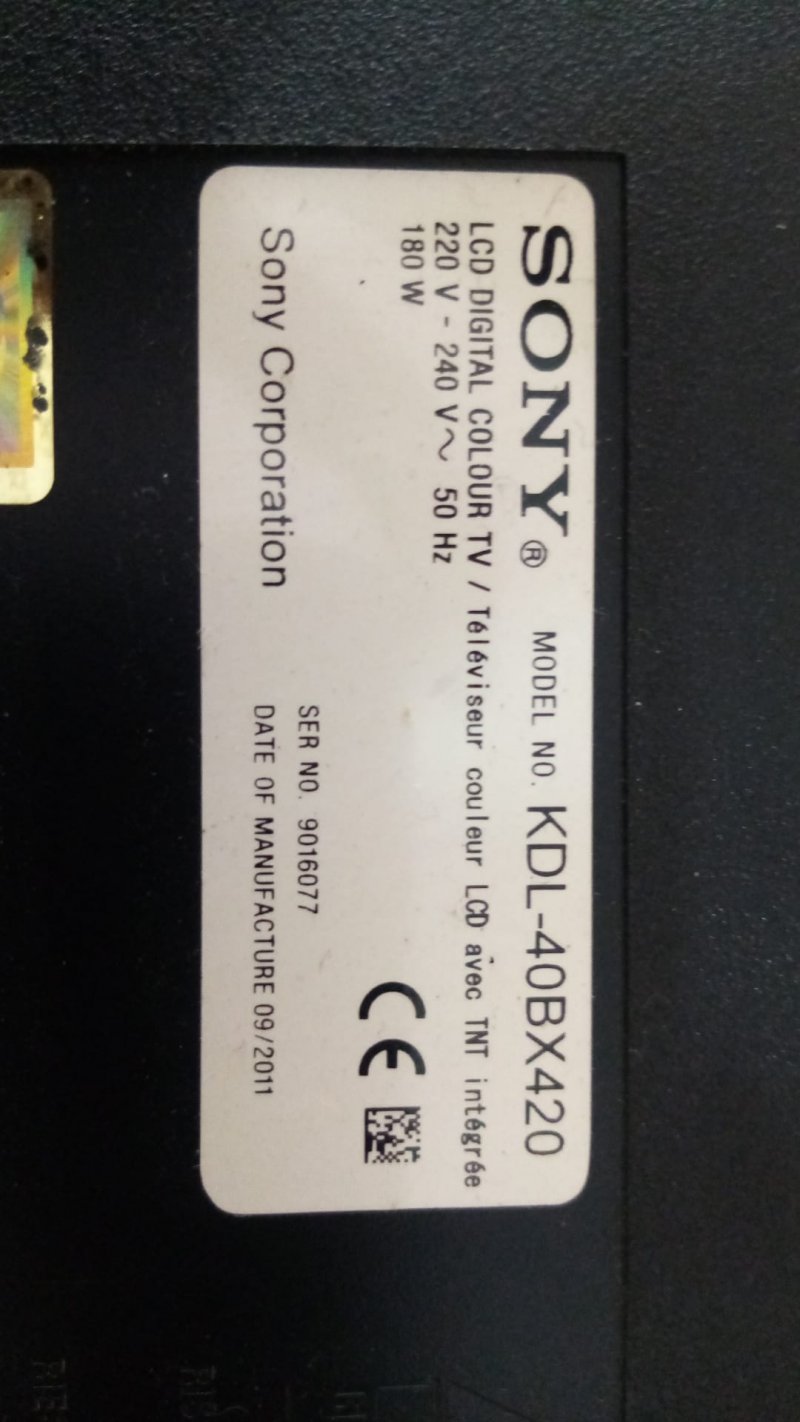 SONY® MODEL NO. KDL-40BX420
LCD DIGITAL COLOUR TV / Téléviseur couleur LCD avec TNT intégrée
220 V - 240 V~ 50 Hz
180 W
CE
SER NO. 9016077
Sony Corporation DATE OF MANUFACTURE 09/2011